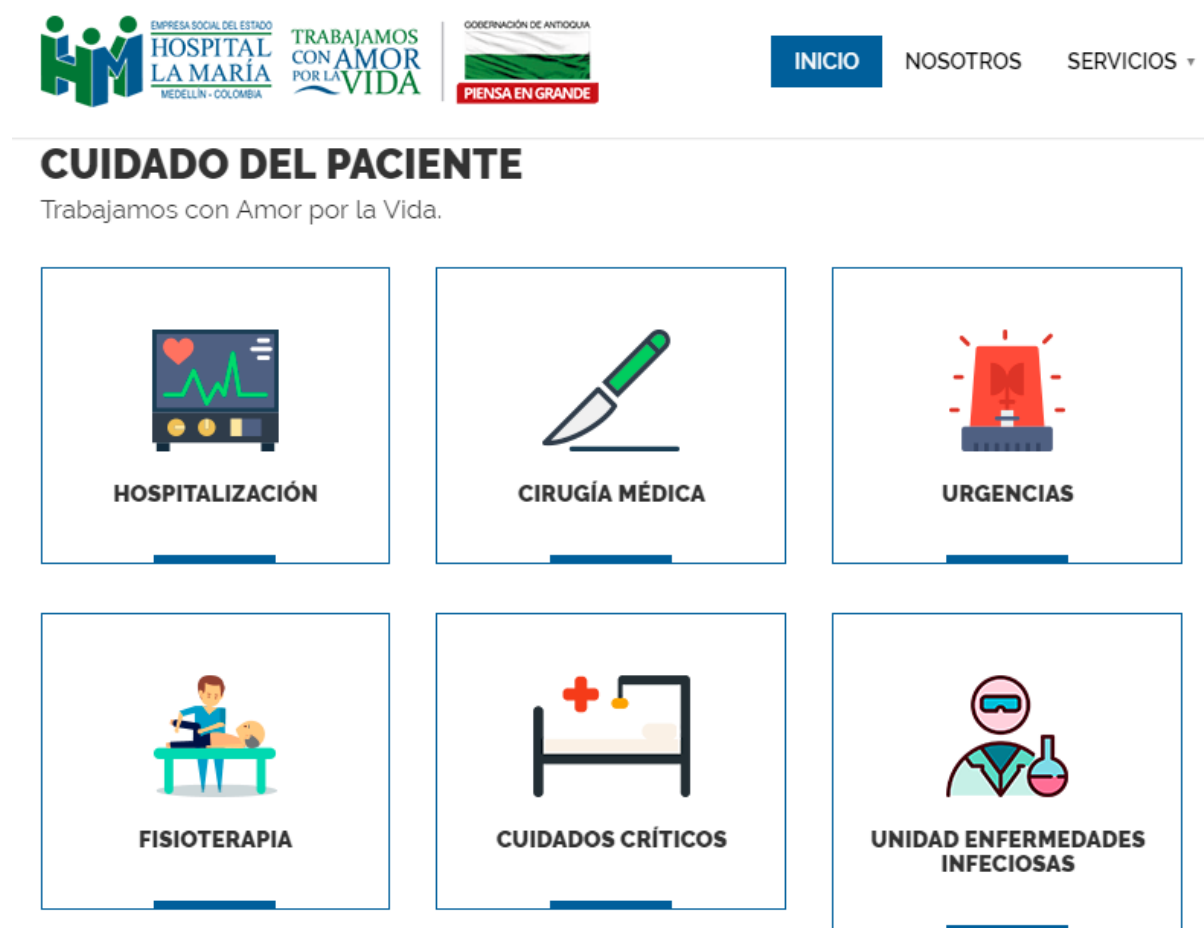 EMPRESA SOCIAL DEL ESTADO
HOSPITAL
LA MARÍA
MEDELLÍN - COLOMBIA
TRABAJAMOS
CON AMOR
POR LA VIDA
GOBERNACIÓN DE ANTIOQUIA
PIENSA EN GRANDE
INICIO NOSOTROS SERVICIOS
CUIDADO DEL PACIENTE
Trabajamos con Amor por la Vida.
HOSPITALIZACIÓN
CIRUGÍA MÉDICA
URGENCIAS
FISIOTERAPIA
CUIDADOS CRÍTICOS
UNIDAD ENFERMEDADES
INFECIOSAS